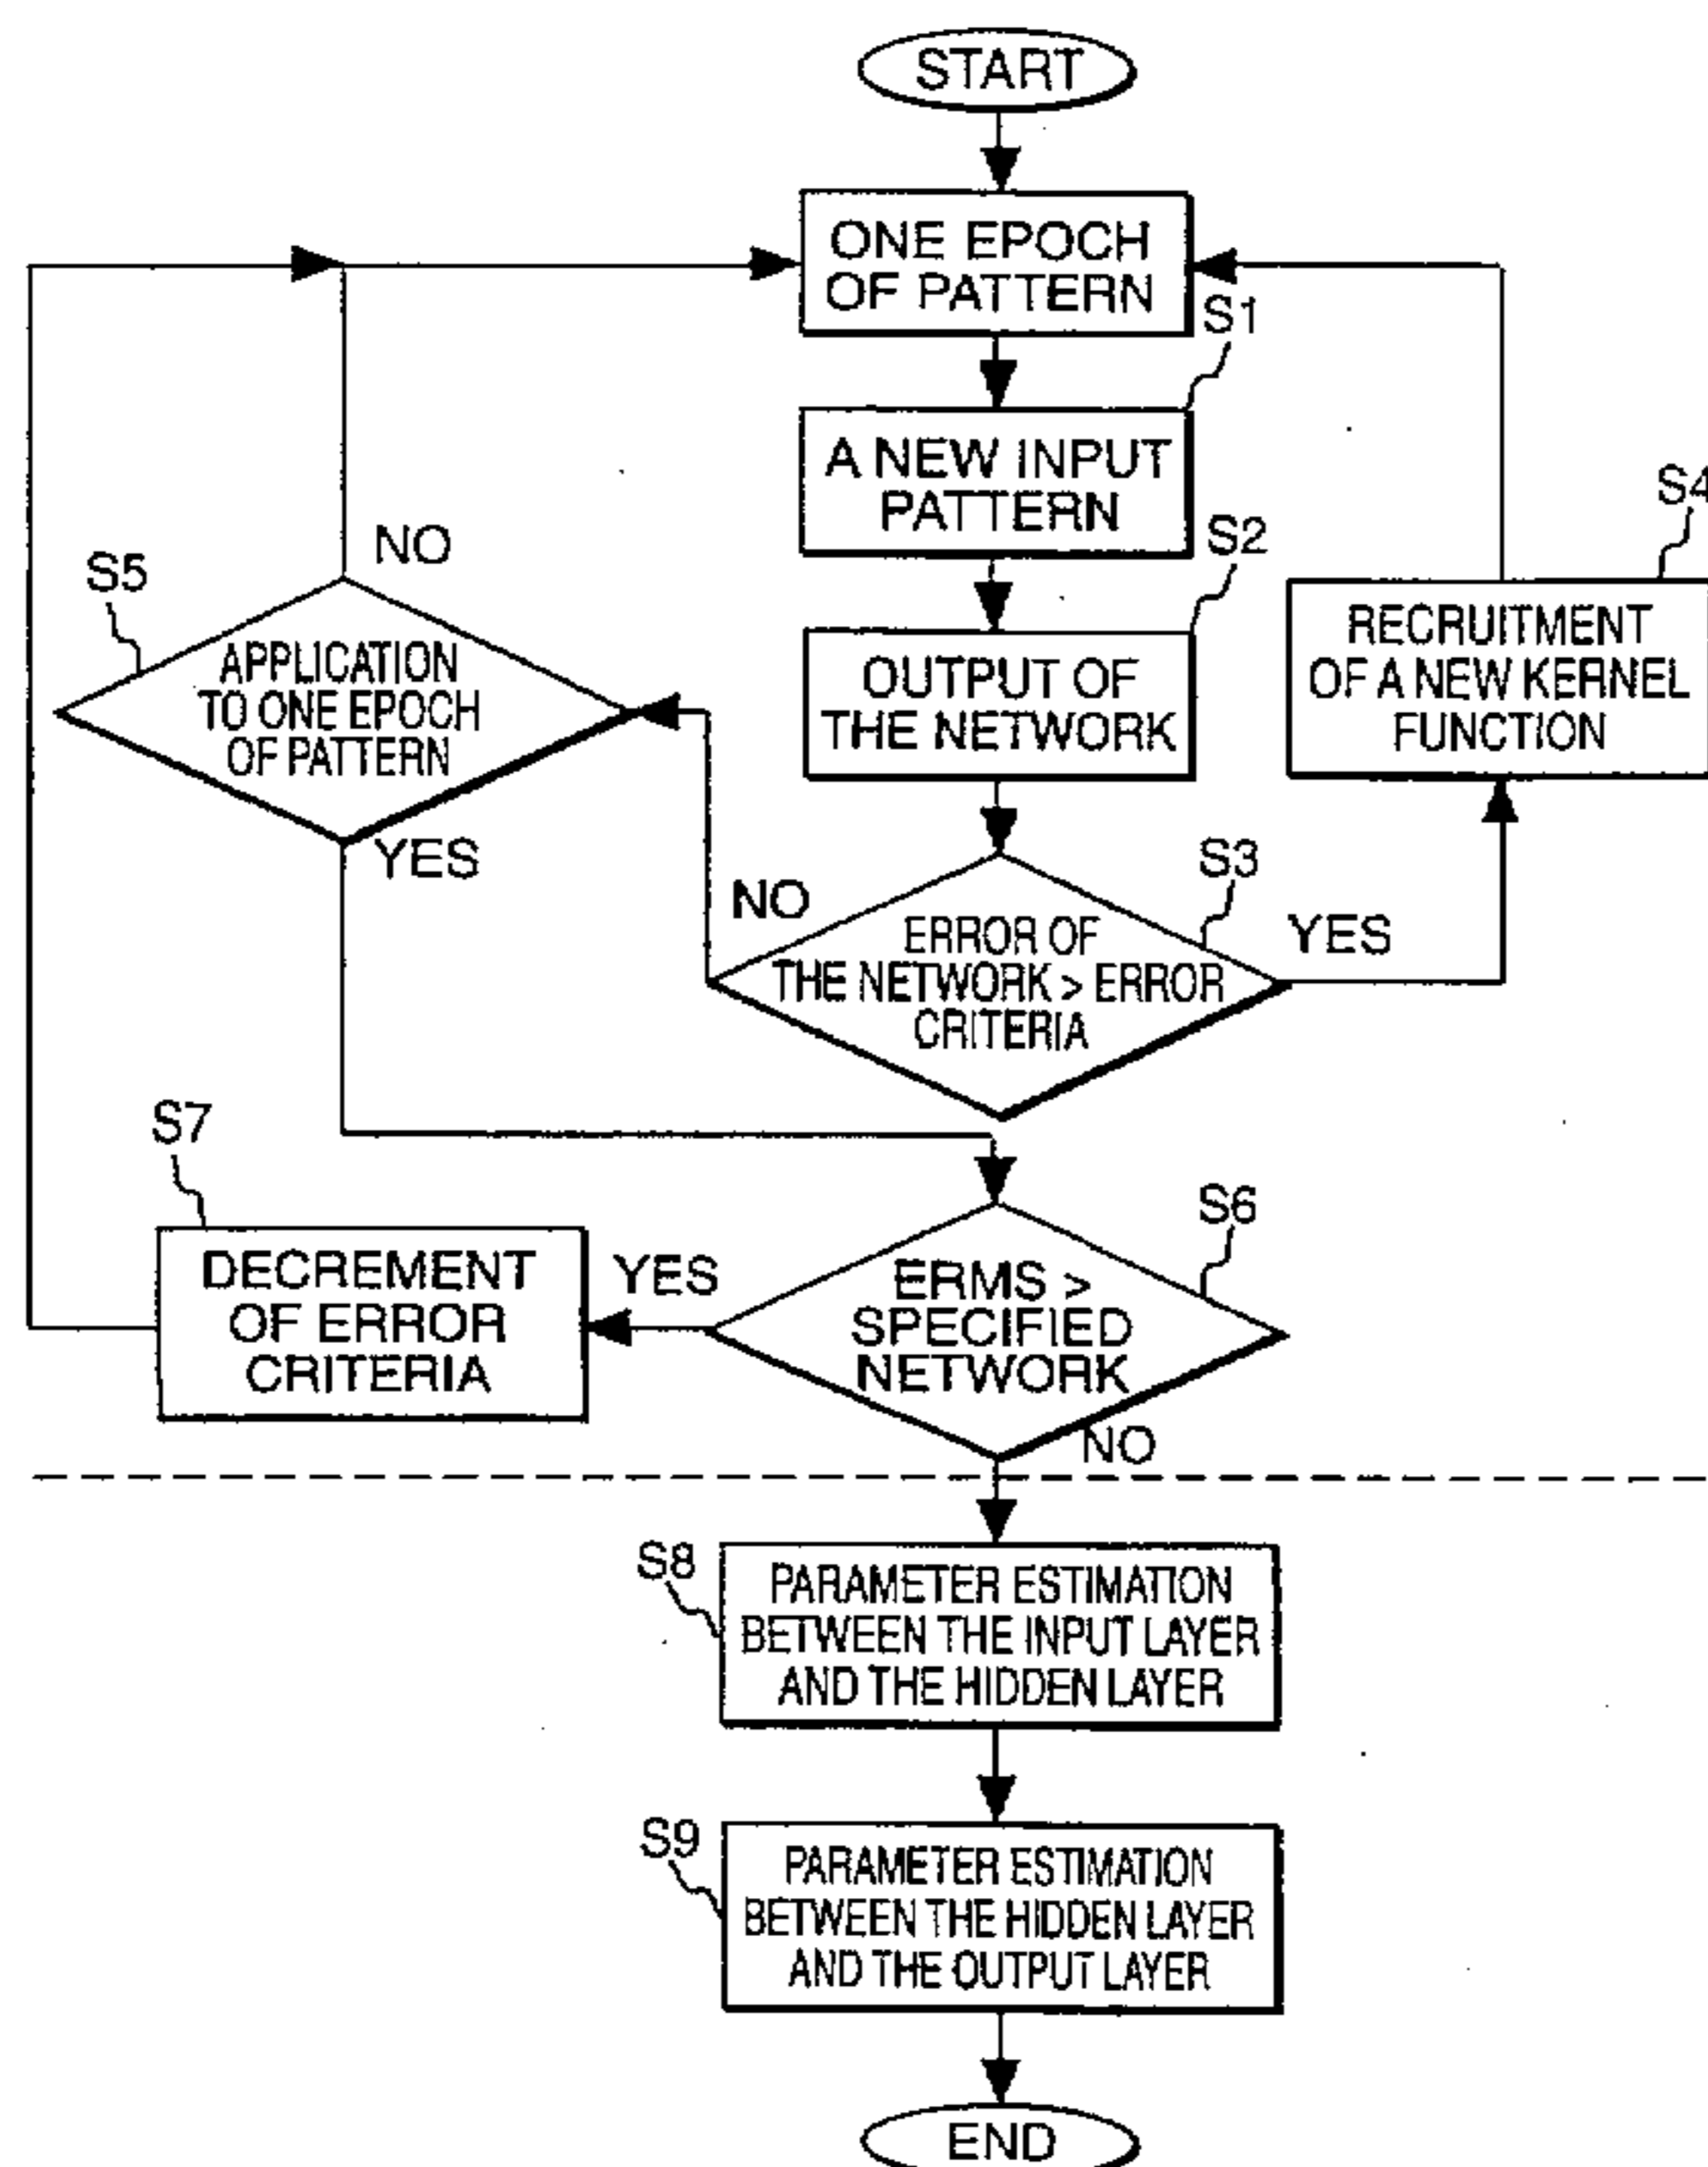 START
ONE EPOCH
OF PATTERN
S1
A NEW INPUT
PATTERN
S2
OUTPUT OF
THE NETWORK
S4
RECRUITMENT
OF A NEW KERNEL
FUNCTION
NO
S5
APPLICATION
TO ONE EPOCH
OF PATTERN
YES
NO
S3
ERROR OF
THE NETWORK > ERROR
CRITERIA
YES
S7
DECREMENT
OF ERROR
CRITERIA
YES
S6
ERMS >
SPECIFIED
NETWORK
NO
S8
PARAMETER ESTIMATION
BETWEEN THE INPUT LAYER
AND THE HIDDEN LAYER
S9
PARAMETER ESTIMATION
BETWEEN THE HIDDEN LAYER
AND THE OUTPUT LAYER
END